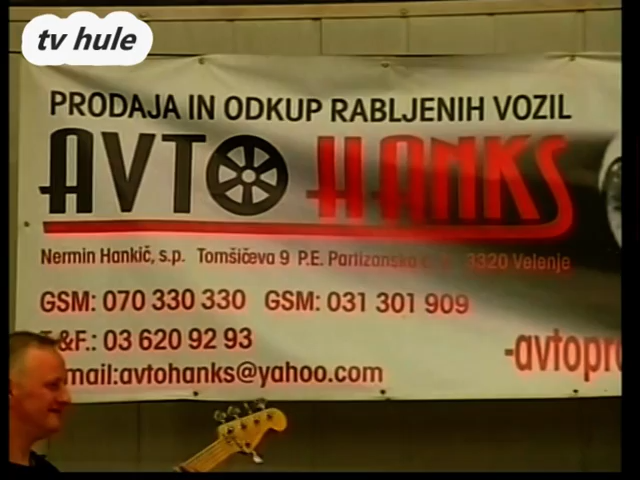 tv hule
PRODAJA IN ODKUP RABLJENIH VOZIL
AVTO HANKS
Nermin Hankič, s.p. Tomšičeva 9 P.E. Partizanska 3320 Velenje
GSM: 070 330 330 GSM: 031 301 909
&F.: 03 620 92 93
mail:avtohanks@yahoo.com
-avtopr